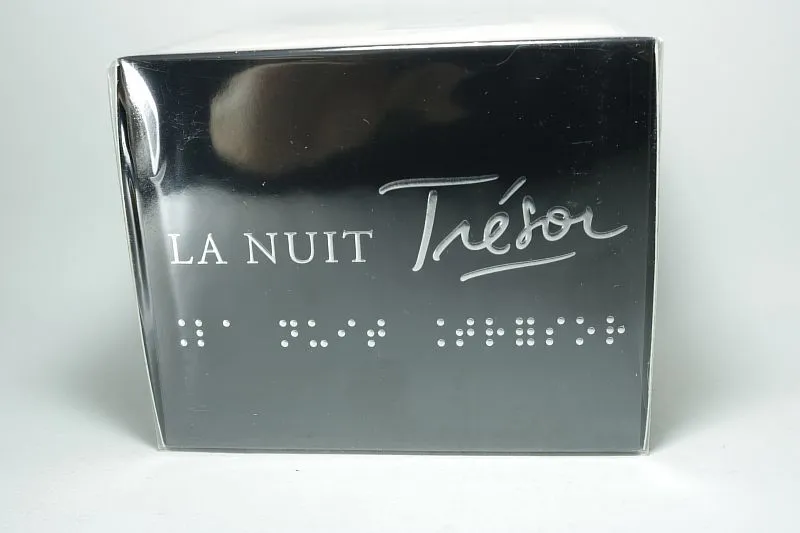 LA NUIT Trésor
⠨⠇⠁ ⠝⠥⠊⠞ ⠨⠞⠗⠿⠎⠕⠗